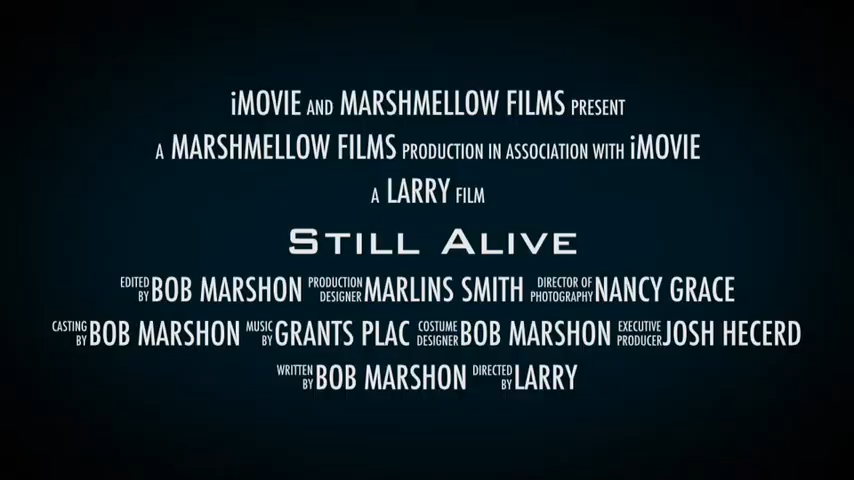 iMOVIE AND MARSHMELLOW FILMS PRESENT
A MARSHMELLOW FILMS PRODUCTION IN ASSOCIATION WITH iMOVIE
A LARRY FILM
STILL ALIVE
EDITED BY BOB MARSHON PRODUCTION DESIGNER MARLINS SMITH DIRECTOR OF PHOTOGRAPHY NANCY GRACE
CASTING BY BOB MARSHON MUSIC BY GRANTS PLAC COSTUME DESIGNER BOB MARSHON EXECUTIVE PRODUCER JOSH HECERD
WRITTEN BY BOB MARSHON DIRECTED BY LARRY